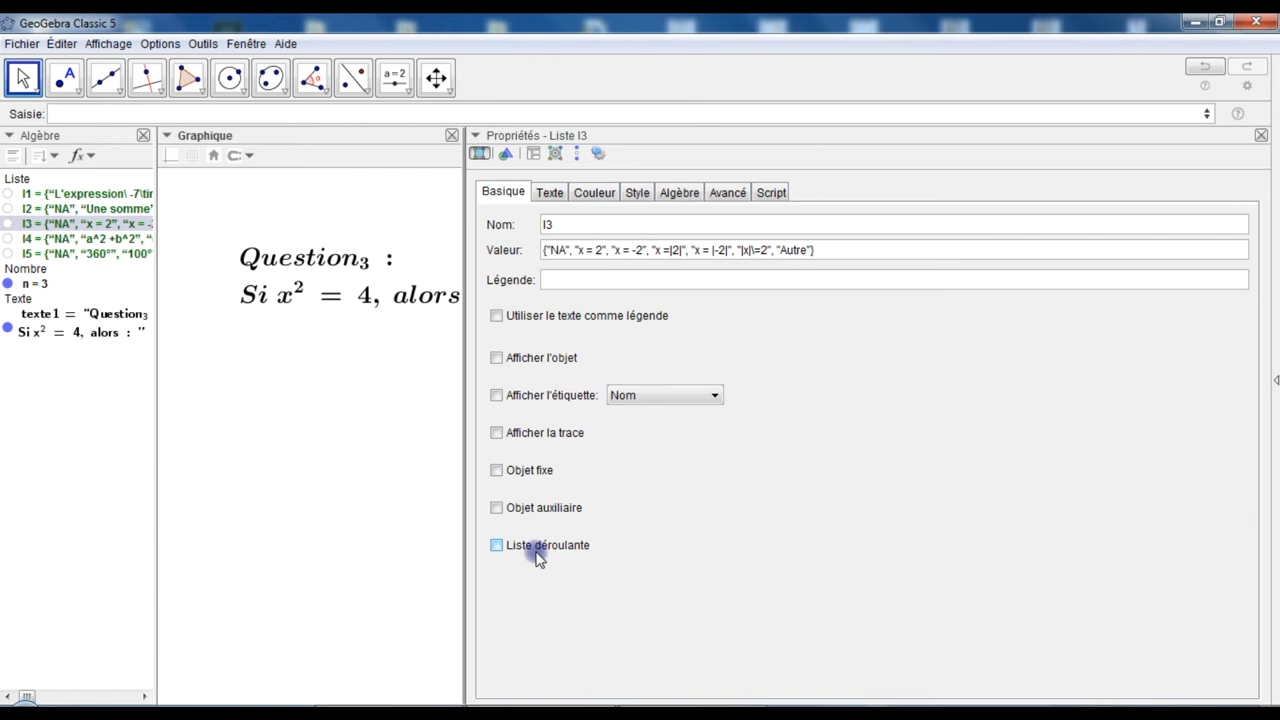 GeoGebra Classic 5
Fichier Éditer Affichage Options Outils Fenêtre Aide
A
α
a=2
Saisie:
Algèbre
Graphique
Propriétés - Liste l3
fx
Basique Texte Couleur Style Algèbre Avancé Script
Liste
l1 = {“L'expression\ -7\tin
l2 = {“NA”, “Une somme”
l3 = {“NA”, “x = 2”, “x = -
l4 = {“NA”, “a^2 +b^2”, “
l5 = {“NA”, “360°”, “100°
Nombre
n = 3
Texte
texte1 = “Question₃
Si x² = 4, alors : ”
Question₃ :
Si x² = 4, alors
Nom: l3
Valeur: {"NA", "x = 2", "x = -2", "x =|2|", "x = |-2|", "|x|\=2", "Autre"}
Légende:
Utiliser le texte comme légende
Afficher l'objet
Afficher l'étiquette: Nom
Afficher la trace
Objet fixe
Objet auxiliaire
Liste déroulante